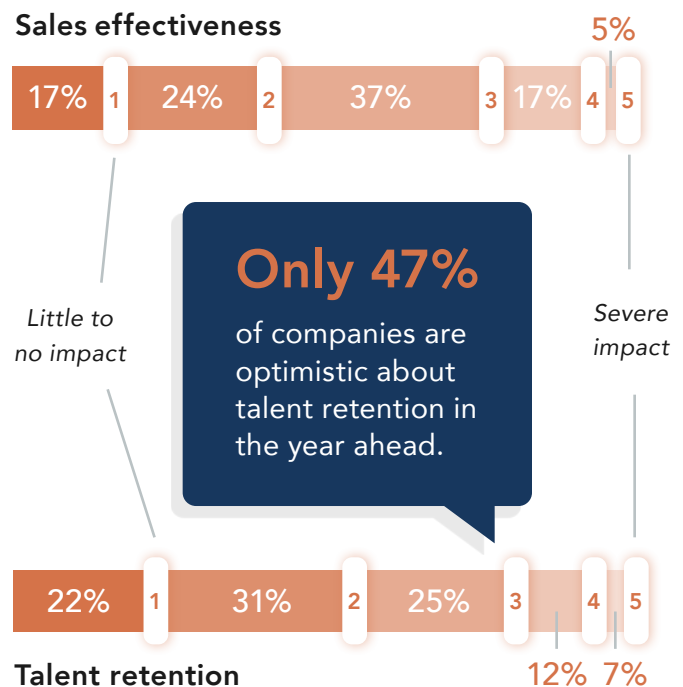 Sales effectiveness
5%
17% 1 24% 2 37% 3 17% 4 5
Only 47%
of companies are
optimistic about
talent retention in
the year ahead.
Little to
no impact
Severe
impact
22% 1 31% 2 25% 3 4 5
Talent retention
12% 7%